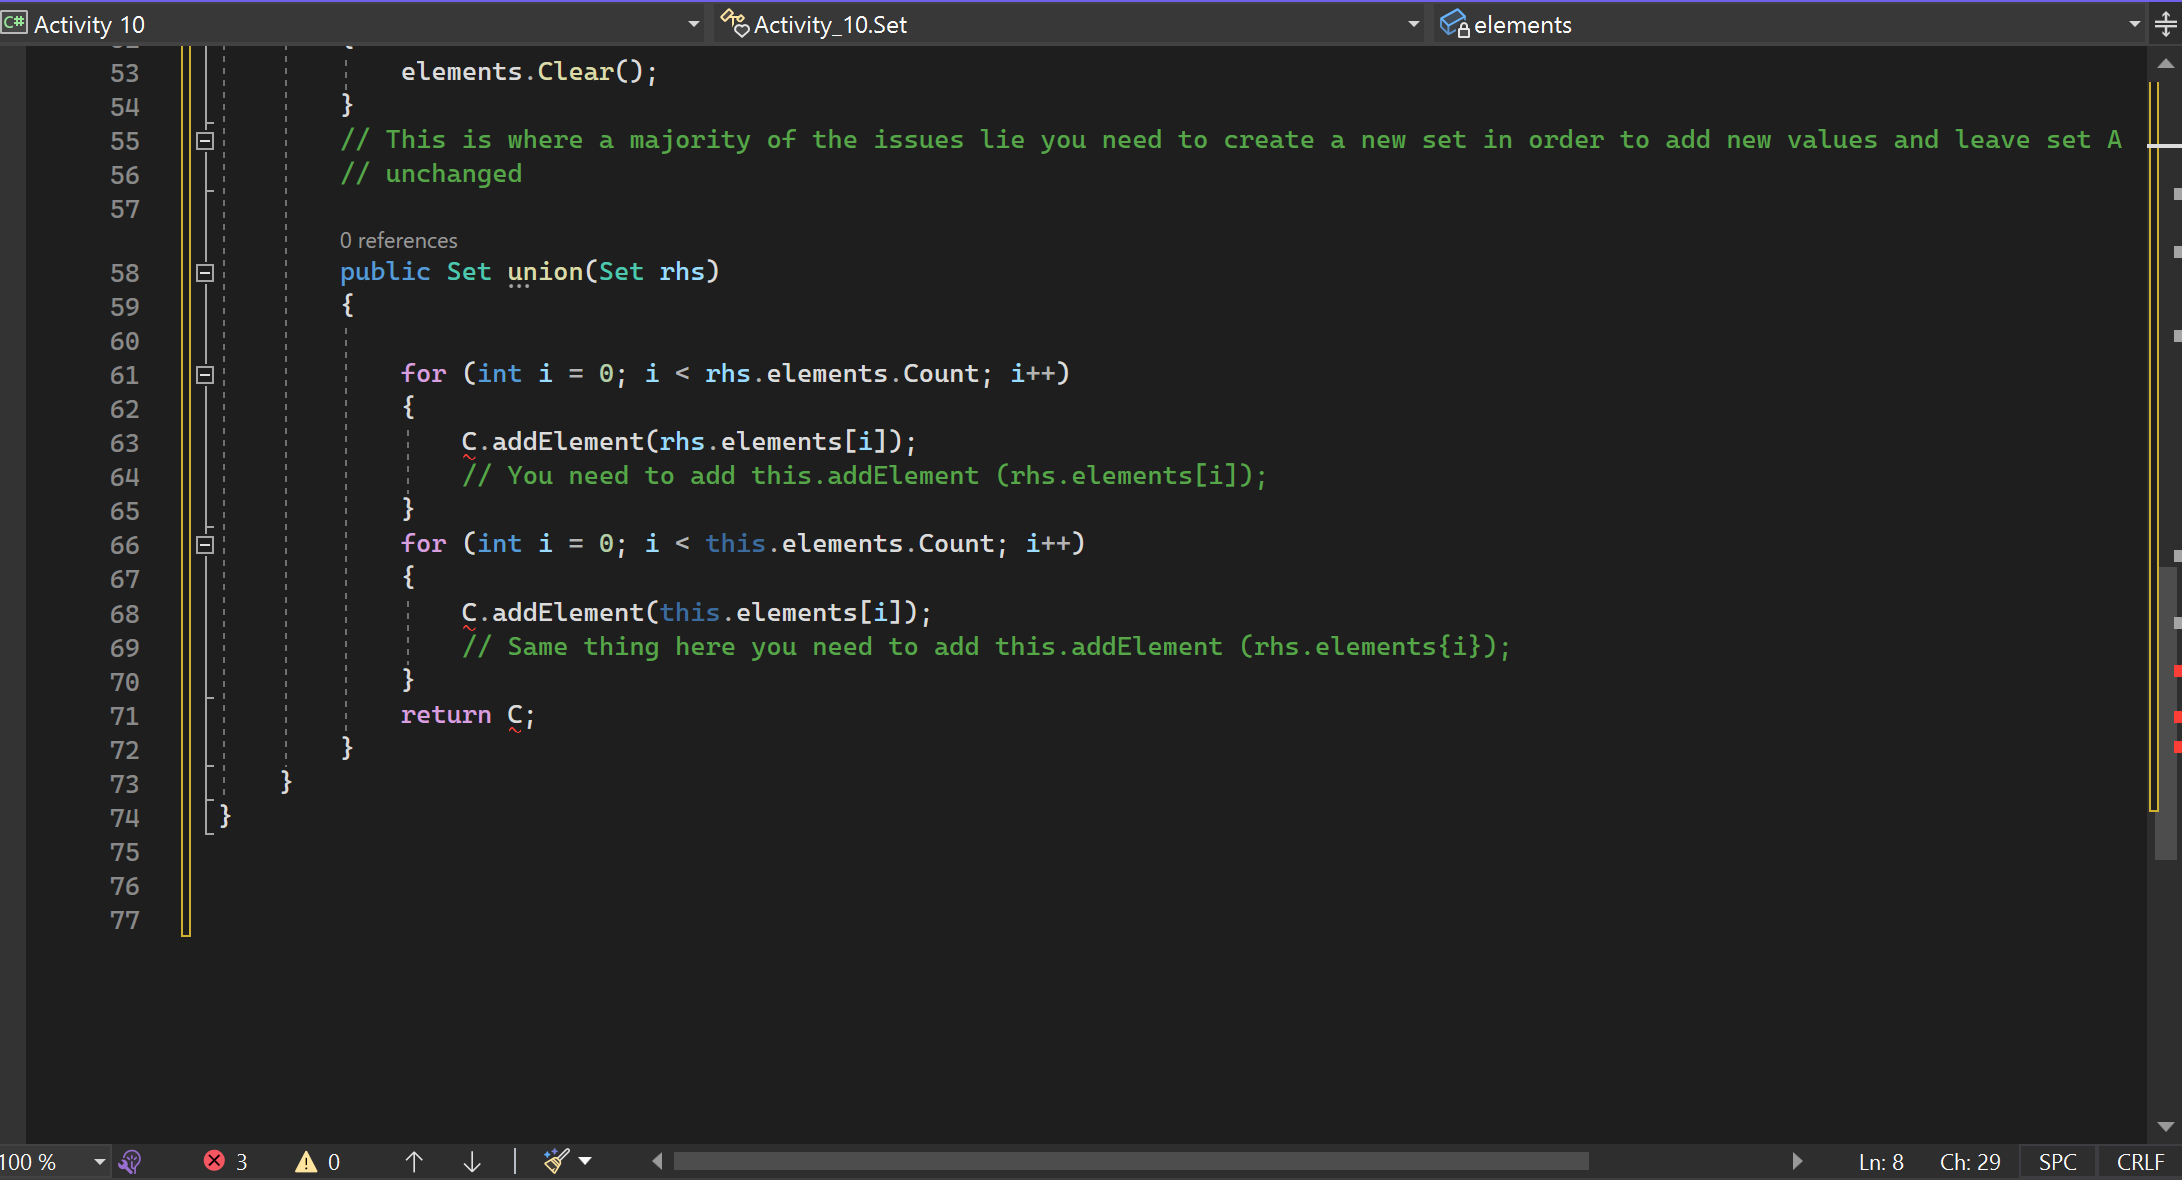 C# Activity 10 Activity_10.Set elements
53 elements.Clear();
54 }
55 // This is where a majority of the issues lie you need to create a new set in order to add new values and leave set A
56 // unchanged
57
0 references
58 public Set union(Set rhs)
59 {
60
61 for (int i = 0; i < rhs.elements.Count; i++)
62 {
63 C.addElement(rhs.elements[i]);
64 // You need to add this.addElement (rhs.elements[i]);
65 }
66 for (int i = 0; i < this.elements.Count; i++)
67 {
68 C.addElement(this.elements[i]);
69 // Same thing here you need to add this.addElement (rhs.elements{i});
70 }
71 return C;
72 }
73 }
74 }
75
76
77
100 % 3 0 Ln: 8 Ch: 29 SPC CRLF